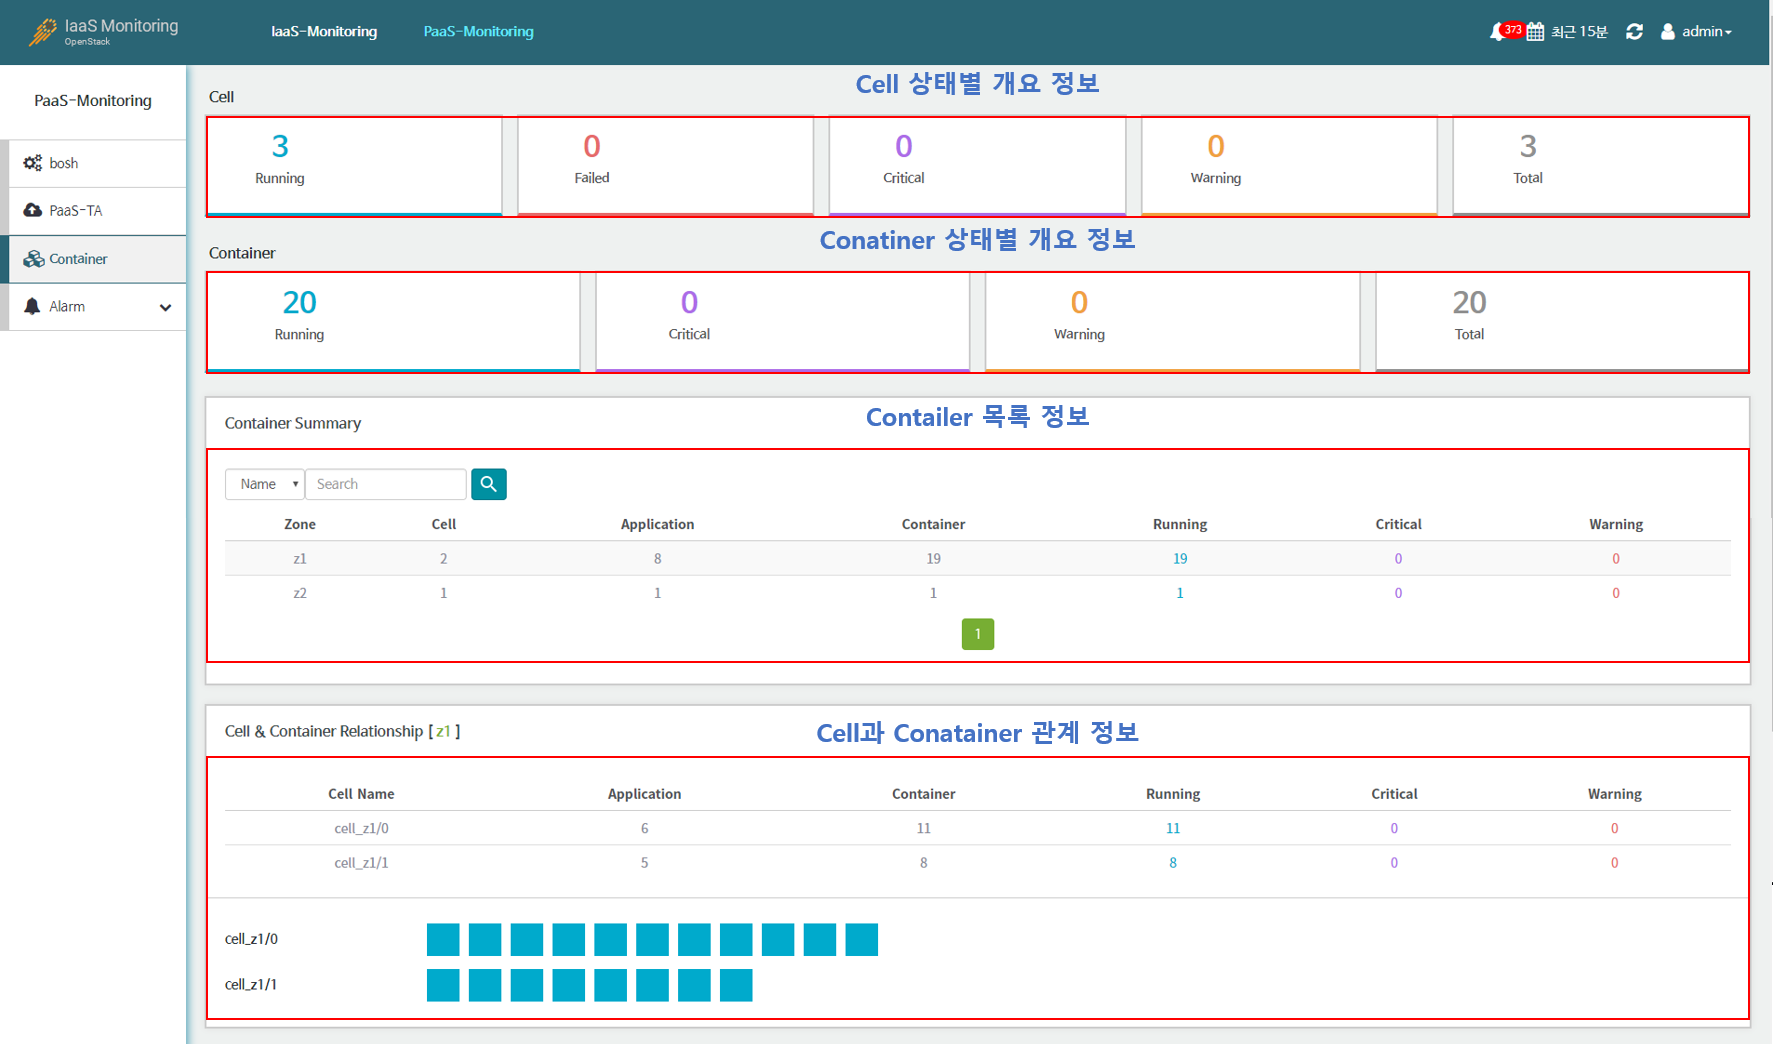 IaaS Monitoring
OpenStack
IaaS-Monitoring
PaaS-Monitoring
373
최근 15분
admin
PaaS-Monitoring
bosh
PaaS-TA
Container
Alarm
Cell
Cell 상태별 개요 정보
3
Running
0
Failed
0
Critical
0
Warning
3
Total
Container
Conatiner 상태별 개요 정보
20
Running
0
Critical
0
Warning
20
Total
Container Summary
Contailer 목록 정보
Name
Search
Zone Cell Application Container Running Critical Warning
z1 2 8 19 19 0 0
z2 1 1 1 1 0 0
1
Cell & Container Relationship [ z1 ]
Cell과 Conatainer 관계 정보
Cell Name Application Container Running Critical Warning
cell_z1/0 6 11 11 0 0
cell_z1/1 5 8 8 0 0
cell_z1/0
cell_z1/1